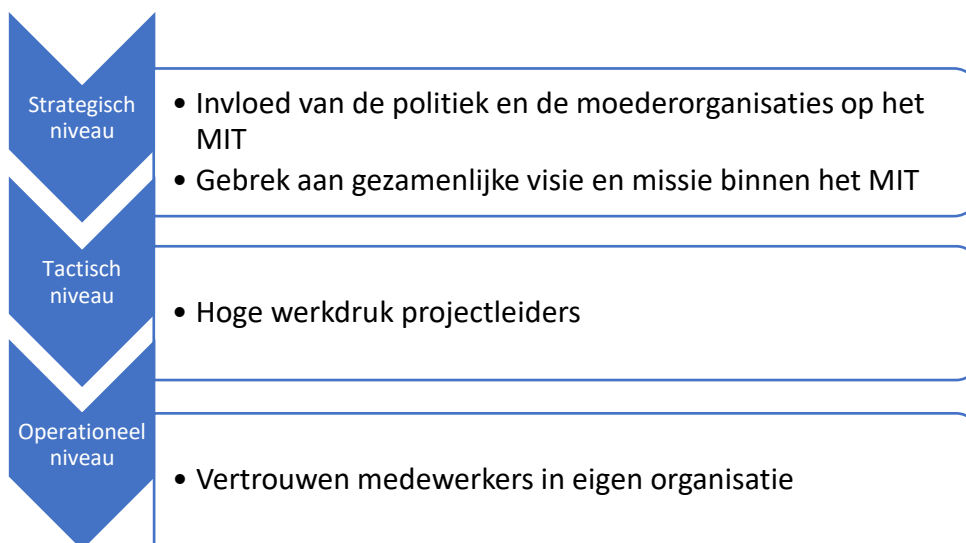 Strategisch
niveau
• Invloed van de politiek en de moederorganisaties op het
MIT
• Gebrek aan gezamenlijke visie en missie binnen het MIT
Tactisch
niveau
• Hoge werkdruk projectleiders
Operationeel
niveau
• Vertrouwen medewerkers in eigen organisatie